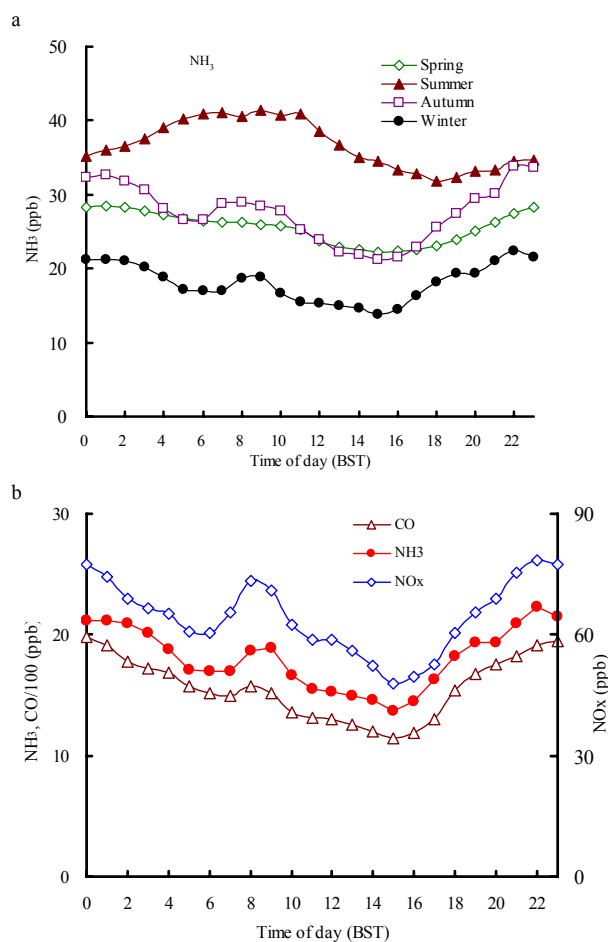 a
NH3
Spring
Summer
Autumn
Winter
50
40
30
20
10
0
NH3 (ppb)
0 2 4 6 8 10 12 14 16 18 20 22
Time of day (BST)
b
CO
NH3
NOx
30
20
10
0
NH3, CO/100 (ppb)
90
60
30
0
NOx (ppb)
0 2 4 6 8 10 12 14 16 18 20 22
Time of day (BST)